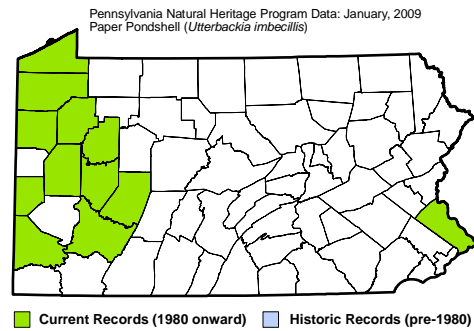 Pennsylvania Natural Heritage Program Data: January, 2009
Paper Pondshell (Utterbackia imbecillis)
Current Records (1980 onward) Historic Records (pre-1980)